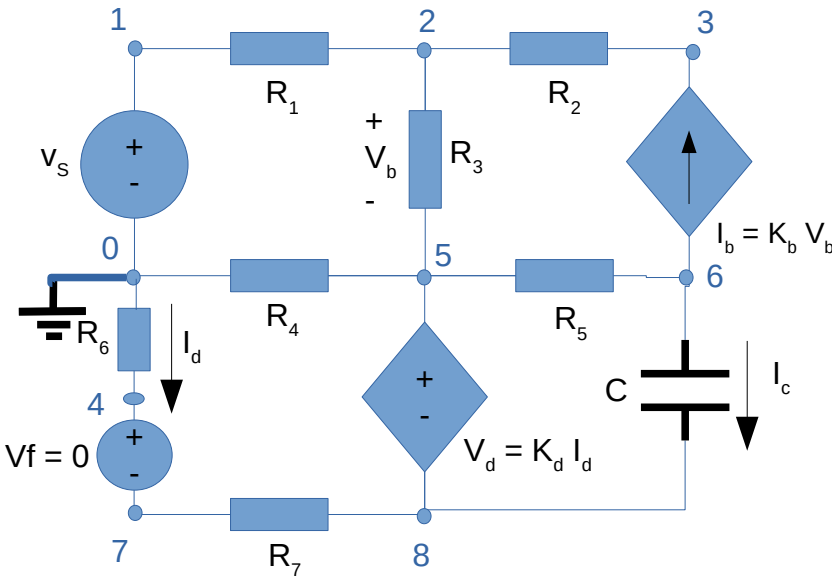 1
2
3
R1
R2
+
-
vS
+
Vb
-
R3
Ib = Kb Vb
0
5
6
R6
R4
R5
Id
4
+
-
Vf = 0
+
-
Vd = Kd Id
C
Ic
7
R7
8